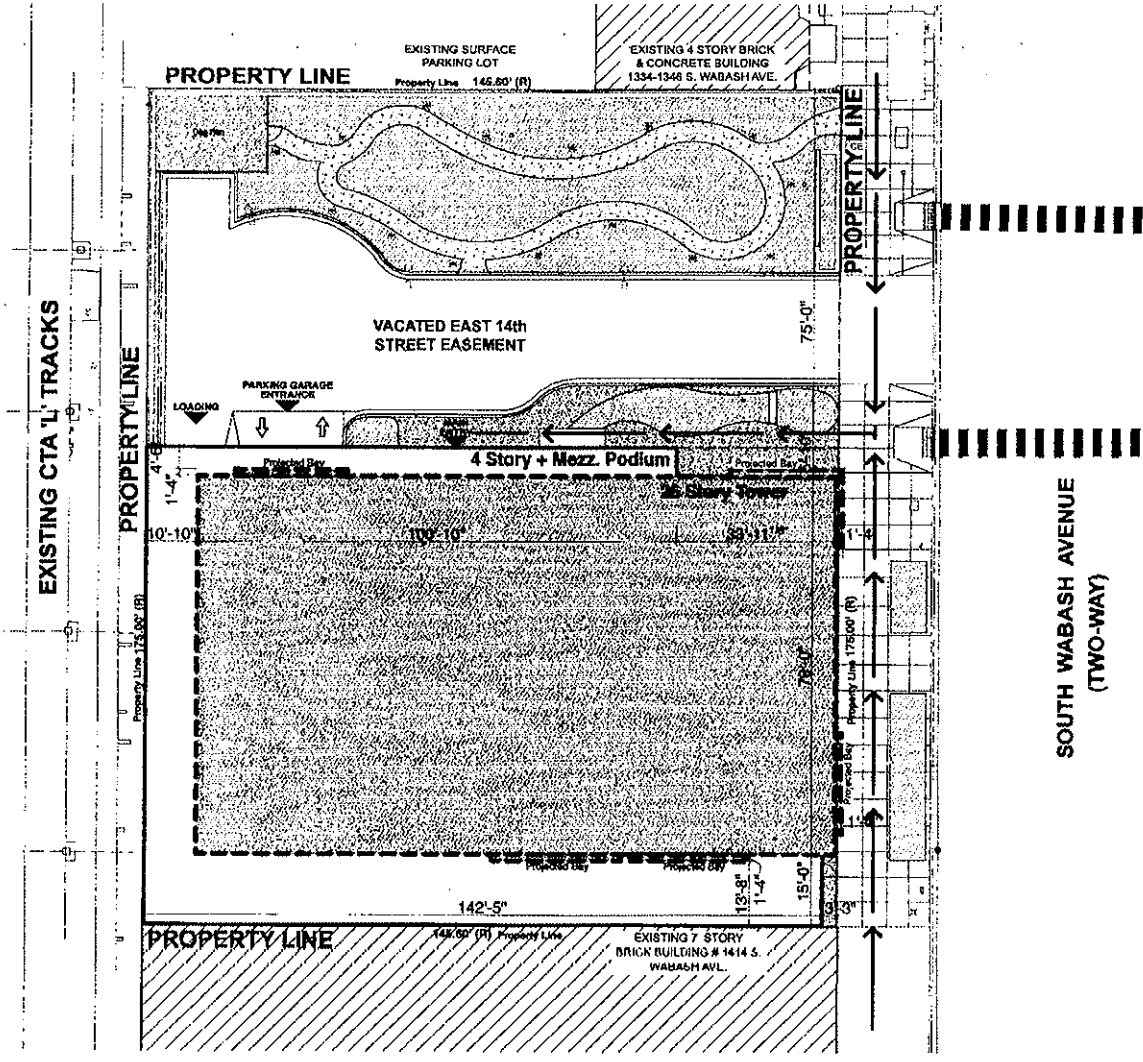 EXISTING SURFACE
PARKING LOT
EXISTING 4 STORY BRICK
& CONCRETE BUILDING
1334-1346 S. WABASH AVE.
PROPERTY LINE
Property Line 145.60' (R)
PROPERTY LINE
EXISTING CTA 'L' TRACKS
PROPERTY LINE
VACATED EAST 14th
STREET EASEMENT
75'-0"
PARKING GARAGE
ENTRANCE
LOADING
4 Story + Mezz. Podium
Projected Bay
Projected Bay
25 Story Tower
1'-4"
10'-10"
100'-10"
33'-11"
1'-4
Property Line 175.00' (R)
Property Line 175.00' (R)
Projected Bay
SOUTH WABASH AVENUE
(TWO-WAY)
Projected Bay
Projected Bay
13'-8"
1'-4"
15'-0"
142'-5"
3'-3"
PROPERTY LINE
145.60' (R) Property Line
EXISTING 7 STORY
BRICK BUILDING # 1414 S.
WABASH AVE.